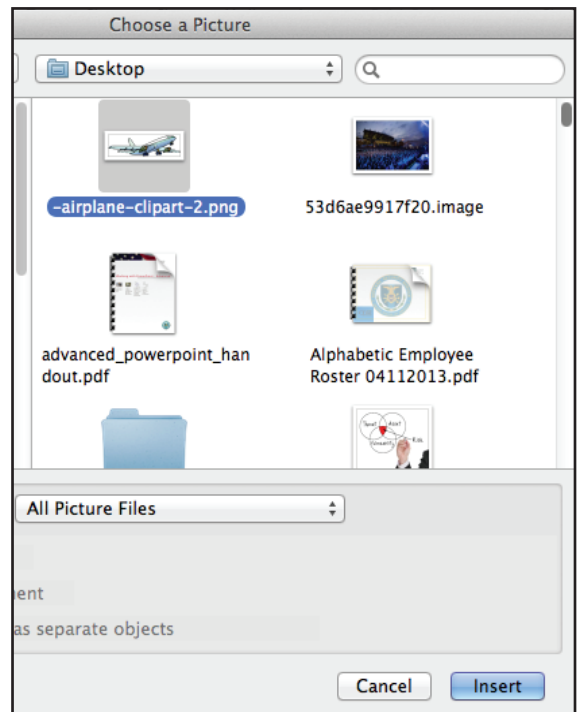 Choose a Picture
Desktop
-airplane-clipart-2.png
53d6ae9917f20.image
advanced_powerpoint_han
dout.pdf
Alphabetic Employee
Roster 04112013.pdf
All Picture Files
as separate objects
Cancel
Insert